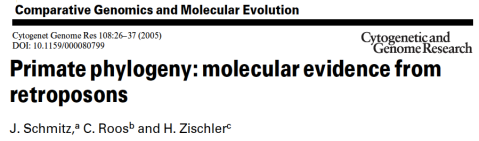 Comparative Genomics and Molecular Evolution
Cytogenet Genome Res 108:26–37 (2005)
DOI: 10.1159/000080799
Cytogenetic and
Genome Research
Primate phylogeny: molecular evidence from
retroposons
J. Schmitz,ᵃ C. Roosᵇ and H. Zischlerᶜ